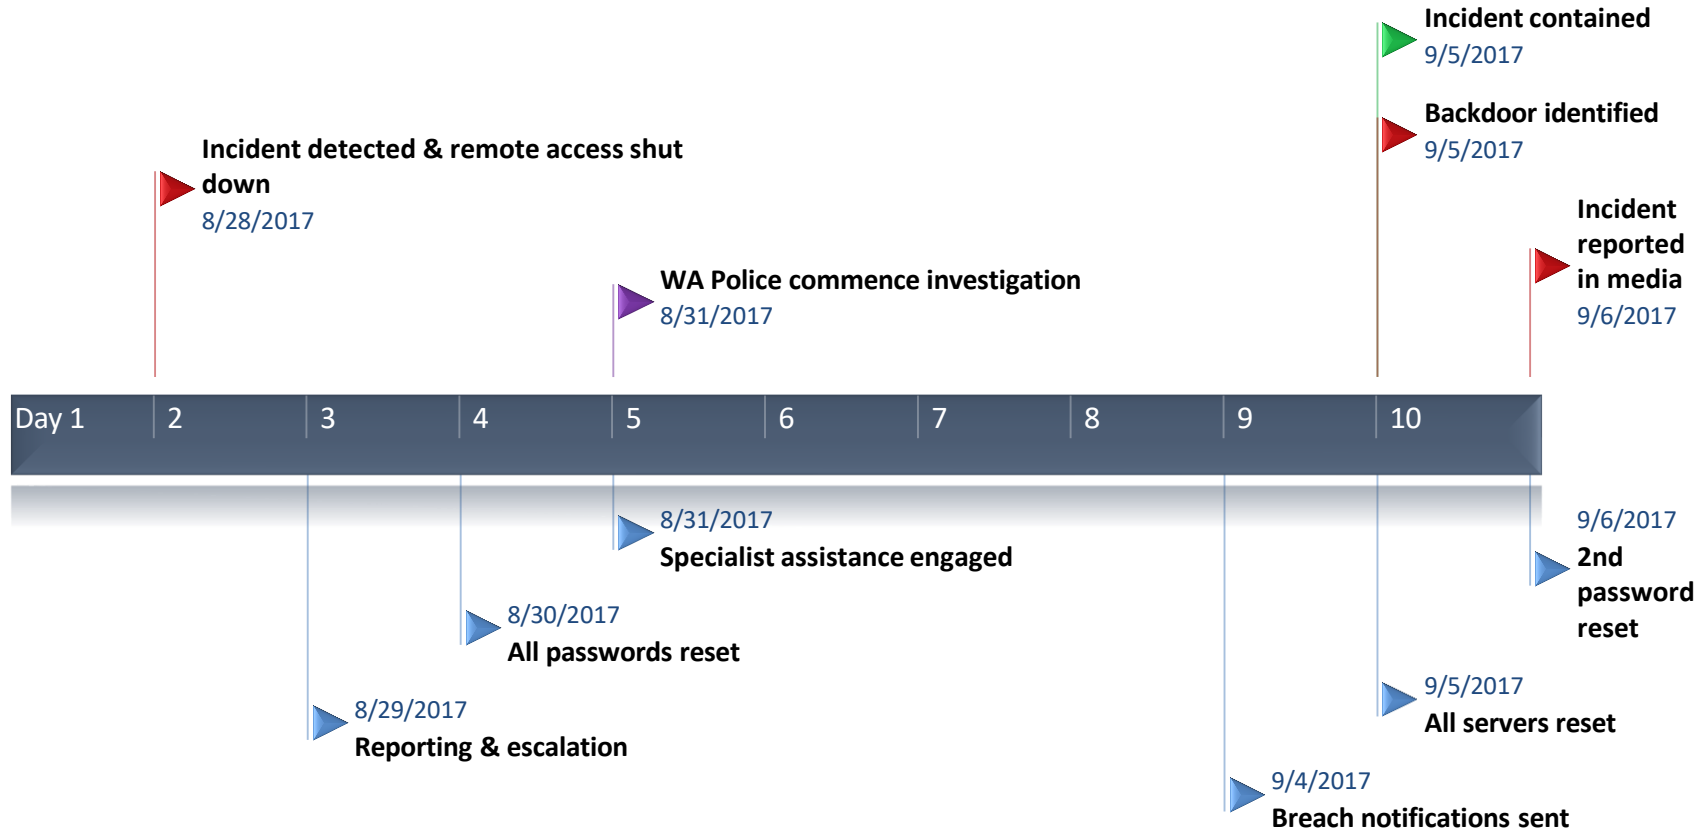 Incident contained
9/5/2017
Backdoor identified
9/5/2017
Incident detected & remote access shut
down
8/28/2017
Incident
reported
in media
9/6/2017
WA Police commence investigation
8/31/2017
Day 1 2 3 4 5 6 7 8 9 10
8/31/2017
Specialist assistance engaged
9/6/2017
2nd
password
reset
8/30/2017
All passwords reset
9/5/2017
All servers reset
8/29/2017
Reporting & escalation
9/4/2017
Breach notifications sent